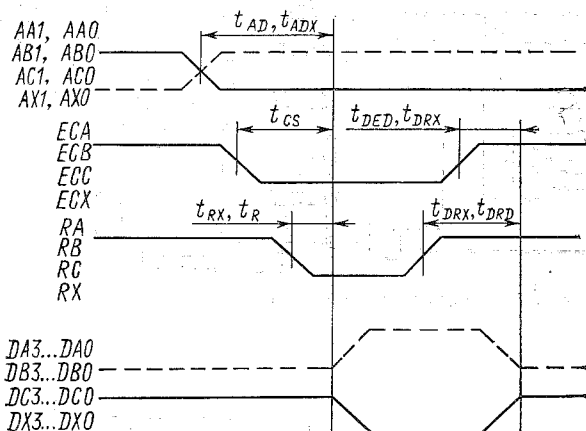 AA1, AA0
AB1, AB0
AC1, AC0
AX1, AX0
t_AD, t_ADX
ECA
ECB
ECC
ECX
t_CS
t_DED, t_DRX
RA
RB
RC
RX
t_RX, t_R
t_DRX, t_DRD
DA3...DA0
DB3...DB0
DC3...DC0
DX3...DX0